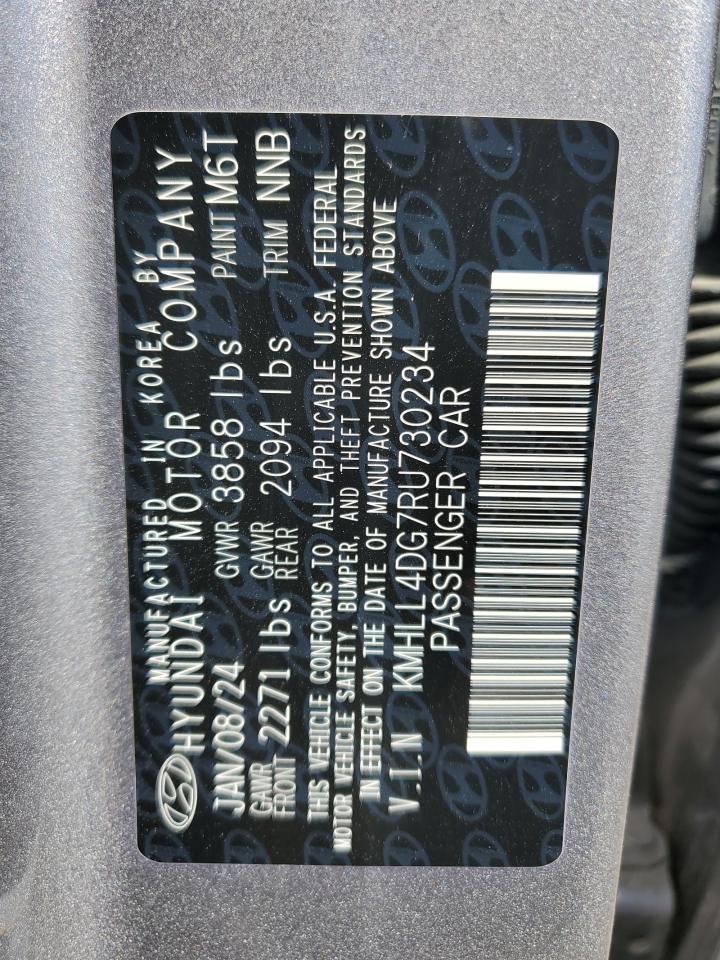 MANUFACTURED IN KOREA BY
HYUNDAI MOTOR COMPANY
JAN/08/24 GVWR 3858 lbs PAINT M6T
GAWR FRONT 2271 lbs GAWR REAR 2094 lbs TRIM NNB
THIS VEHICLE CONFORMS TO ALL APPLICABLE U.S.A. FEDERAL
MOTOR VEHICLE SAFETY, BUMPER, AND THEFT PREVENTION STANDARDS
IN EFFECT ON THE DATE OF MANUFACTURE SHOWN ABOVE
V.I.N KMHLL4DG7RU730234
PASSENGER CAR